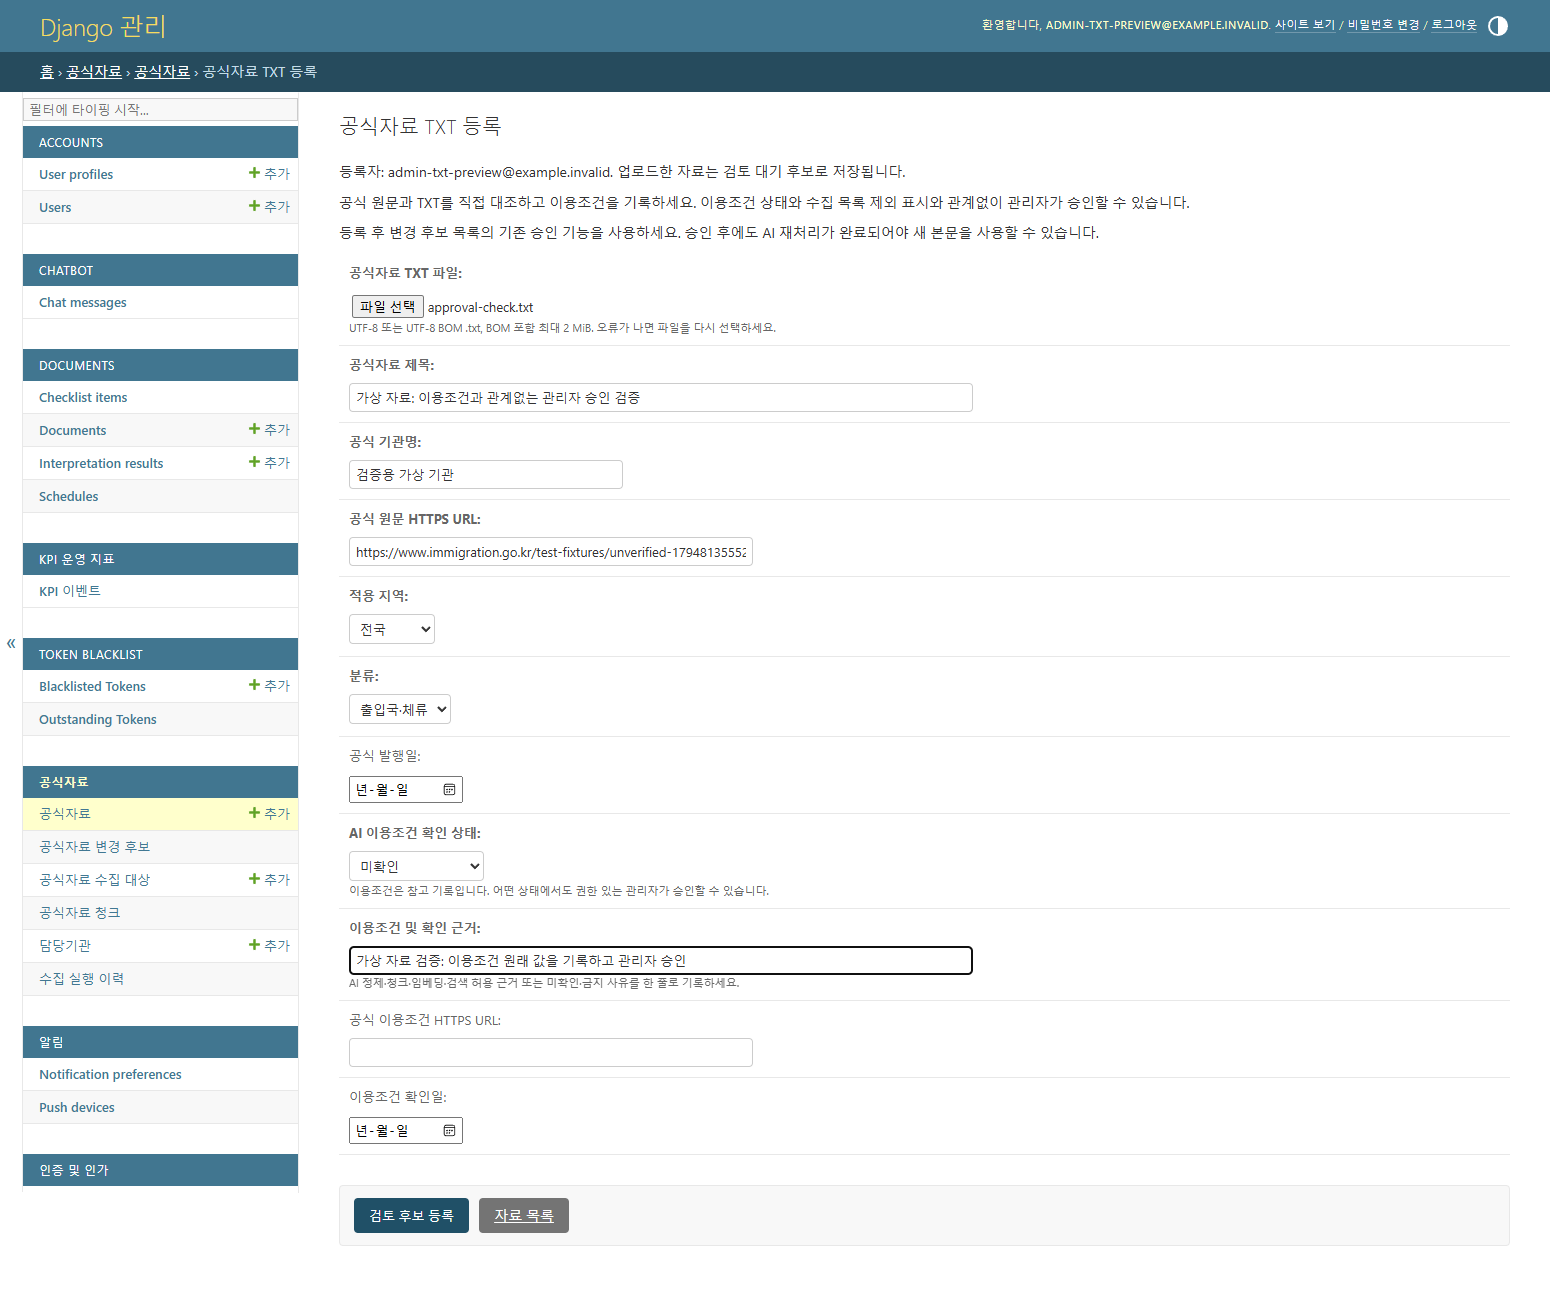 Django 관리
환영합니다, ADMIN-TXT-PREVIEW@EXAMPLE.INVALID. 사이트 보기 / 비밀번호 변경 / 로그아웃
홈 › 공식자료 › 공식자료 › 공식자료 TXT 등록
필터에 타이핑 시작...
ACCOUNTS
User profiles 추가
Users 추가
CHATBOT
Chat messages
DOCUMENTS
Checklist items
Documents 추가
Interpretation results 추가
Schedules
KPI 운영 지표
KPI 이벤트
«
TOKEN BLACKLIST
Blacklisted Tokens 추가
Outstanding Tokens
공식자료
공식자료 추가
공식자료 변경 후보
공식자료 수집 대상 추가
공식자료 청크
담당기관 추가
수집 실행 이력
알림
Notification preferences
Push devices
인증 및 인가
공식자료 TXT 등록
등록자: admin-txt-preview@example.invalid. 업로드한 자료는 검토 대기 후보로 저장됩니다.
공식 원문과 TXT를 직접 대조하고 이용조건을 기록하세요. 이용조건 상태와 수집 목록 제외 표시와 관계없이 관리자가 승인할 수 있습니다.
등록 후 변경 후보 목록의 기존 승인 기능을 사용하세요. 승인 후에도 AI 재처리가 완료되어야 새 본문을 사용할 수 있습니다.
공식자료 TXT 파일:
파일 선택 approval-check.txt
UTF-8 또는 UTF-8 BOM .txt, BOM 포함 최대 2 MiB. 오류가 나면 파일을 다시 선택하세요.
공식자료 제목:
가상 자료: 이용조건과 관계없는 관리자 승인 검증
공식 기관명:
검증용 가상 기관
공식 원문 HTTPS URL:
https://www.immigration.go.kr/test-fixtures/unverified-17948135552
적용 지역:
전국
분류:
출입국·체류
공식 발행일:
년-월-일
AI 이용조건 확인 상태:
미확인
이용조건은 참고 기록입니다. 어떤 상태에서도 권한 있는 관리자가 승인할 수 있습니다.
이용조건 및 확인 근거:
가상 자료 검증: 이용조건 원래 값을 기록하고 관리자 승인
AI 정제·청크·임베딩·검색 허용 근거 또는 미확인·금지 사유를 한 줄로 기록하세요.
공식 이용조건 HTTPS URL:
이용조건 확인일:
년-월-일
검토 후보 등록 자료 목록